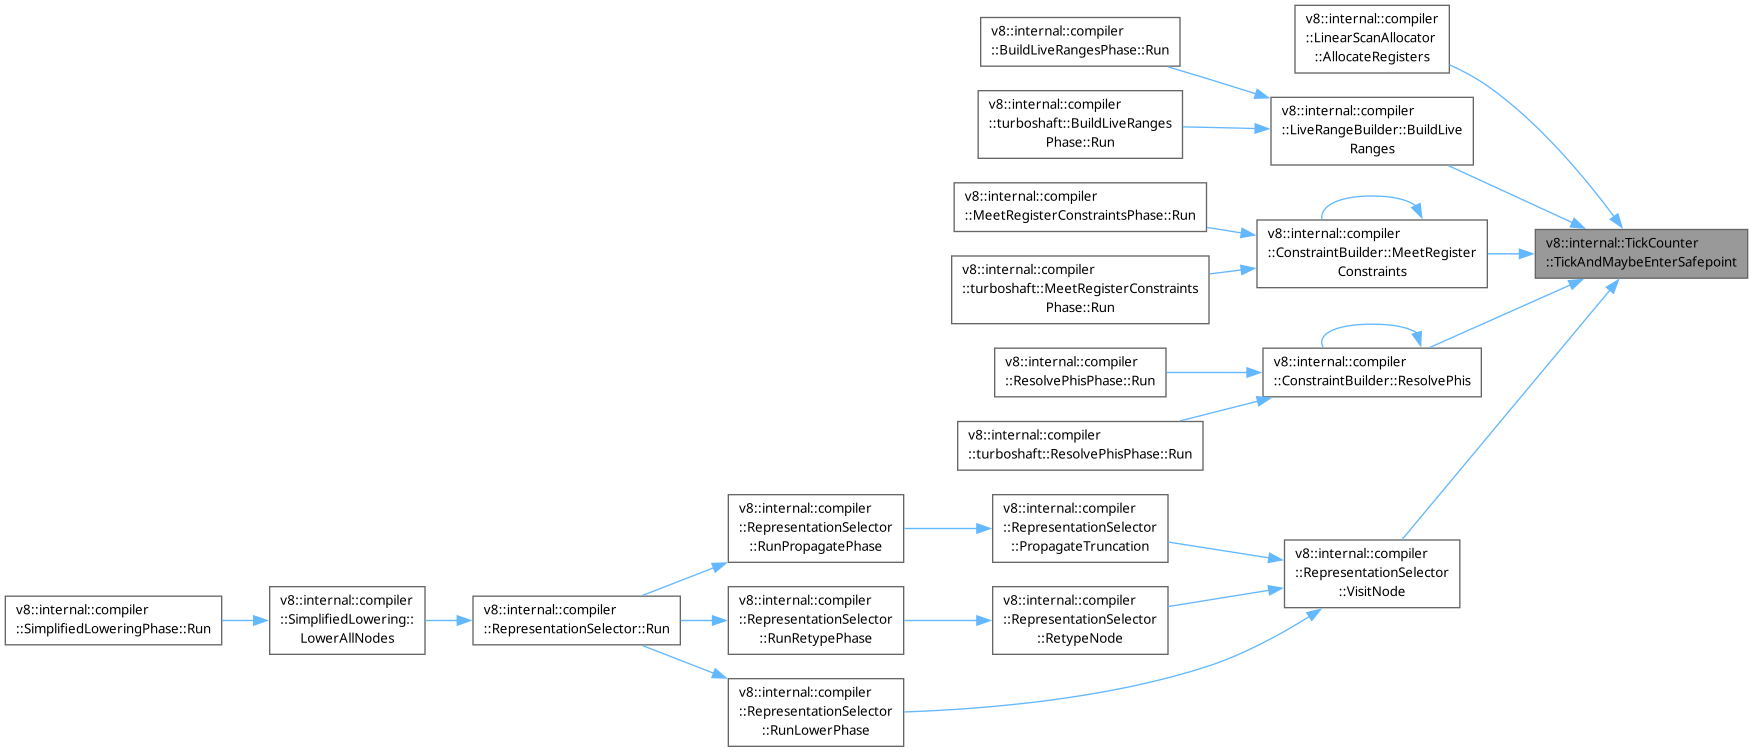 v8::internal::compiler
::BuildLiveRangesPhase::Run
v8::internal::compiler
::LinearScanAllocator
::AllocateRegisters
v8::internal::compiler
::turboshaft::BuildLiveRanges
Phase::Run
v8::internal::compiler
::LiveRangeBuilder::BuildLive
Ranges
v8::internal::compiler
::MeetRegisterConstraintsPhase::Run
v8::internal::compiler
::ConstraintBuilder::MeetRegister
Constraints
v8::internal::TickCounter
::TickAndMaybeEnterSafepoint
v8::internal::compiler
::turboshaft::MeetRegisterConstraints
Phase::Run
v8::internal::compiler
::ResolvePhisPhase::Run
v8::internal::compiler
::ConstraintBuilder::ResolvePhis
v8::internal::compiler
::turboshaft::ResolvePhisPhase::Run
v8::internal::compiler
::RepresentationSelector
::RunPropagatePhase
v8::internal::compiler
::RepresentationSelector
::PropagateTruncation
v8::internal::compiler
::RepresentationSelector
::VisitNode
v8::internal::compiler
::SimplifiedLoweringPhase::Run
v8::internal::compiler
::SimplifiedLowering::
LowerAllNodes
v8::internal::compiler
::RepresentationSelector::Run
v8::internal::compiler
::RepresentationSelector
::RunRetypePhase
v8::internal::compiler
::RepresentationSelector
::RetypeNode
v8::internal::compiler
::RepresentationSelector
::RunLowerPhase